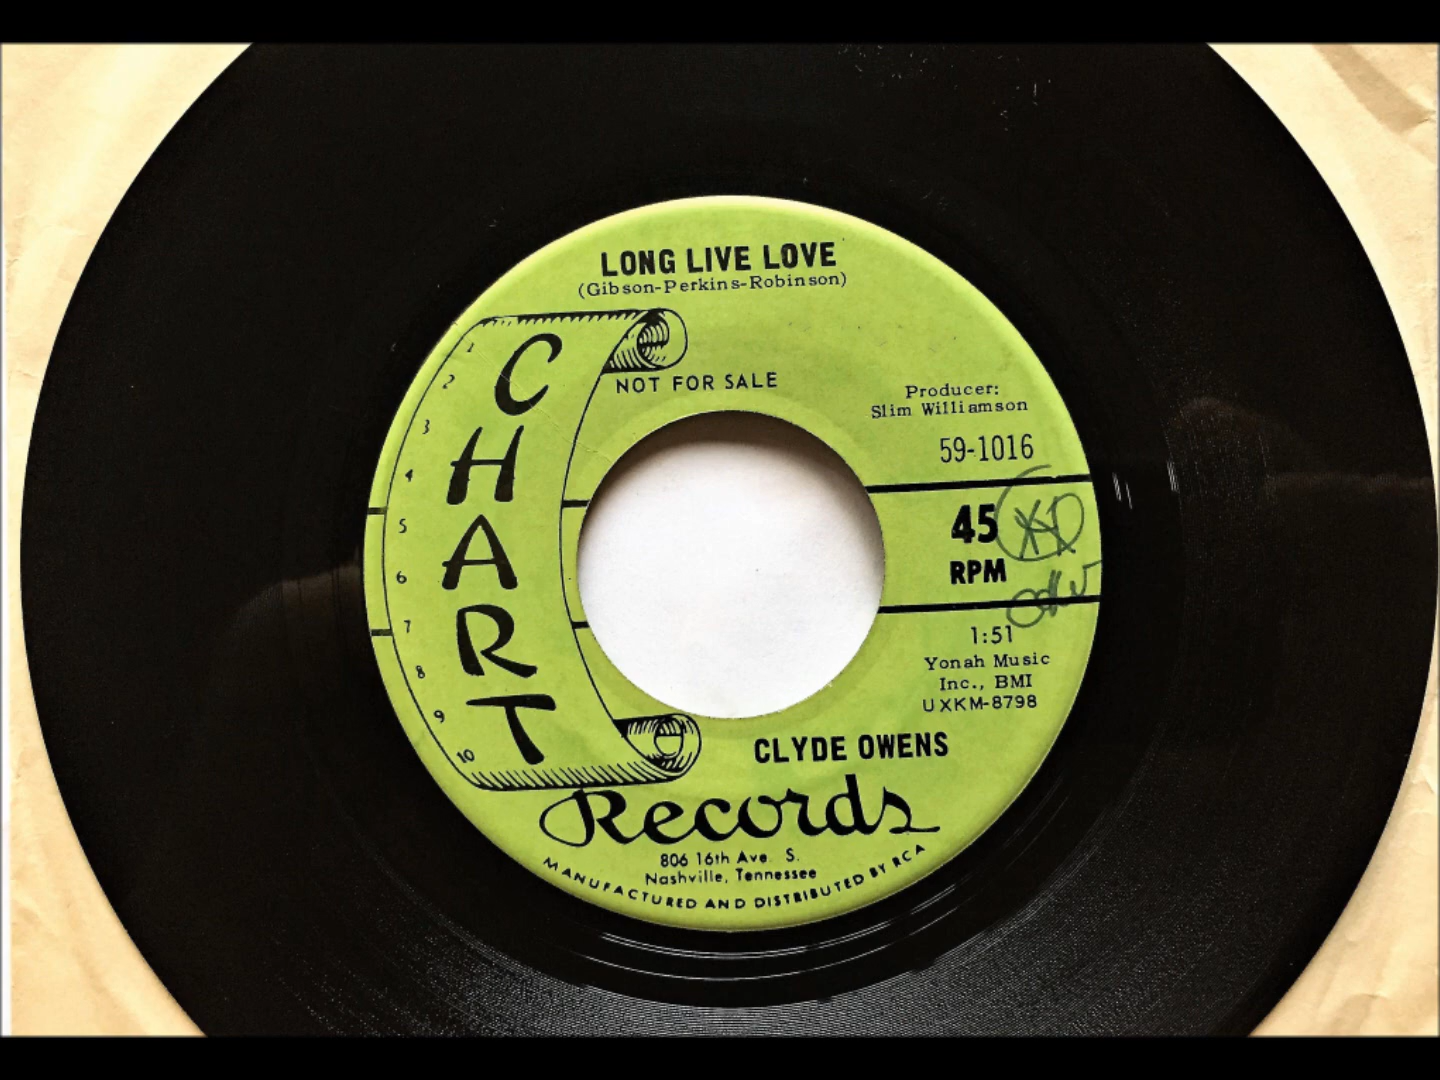 LONG LIVE LOVE
(Gibson-Perkins-Robinson)
CHART
1
2
3
4
5
6
7
8
9
10
NOT FOR SALE
Producer:
Slim Williamson
59-1016
45
RPM
1:51
Yonah Music
Inc., BMI
UXKM-8798
CLYDE OWENS
Records
806 16th Ave. S.
Nashville, Tennessee
MANUFACTURED AND DISTRIBUTED BY RCA